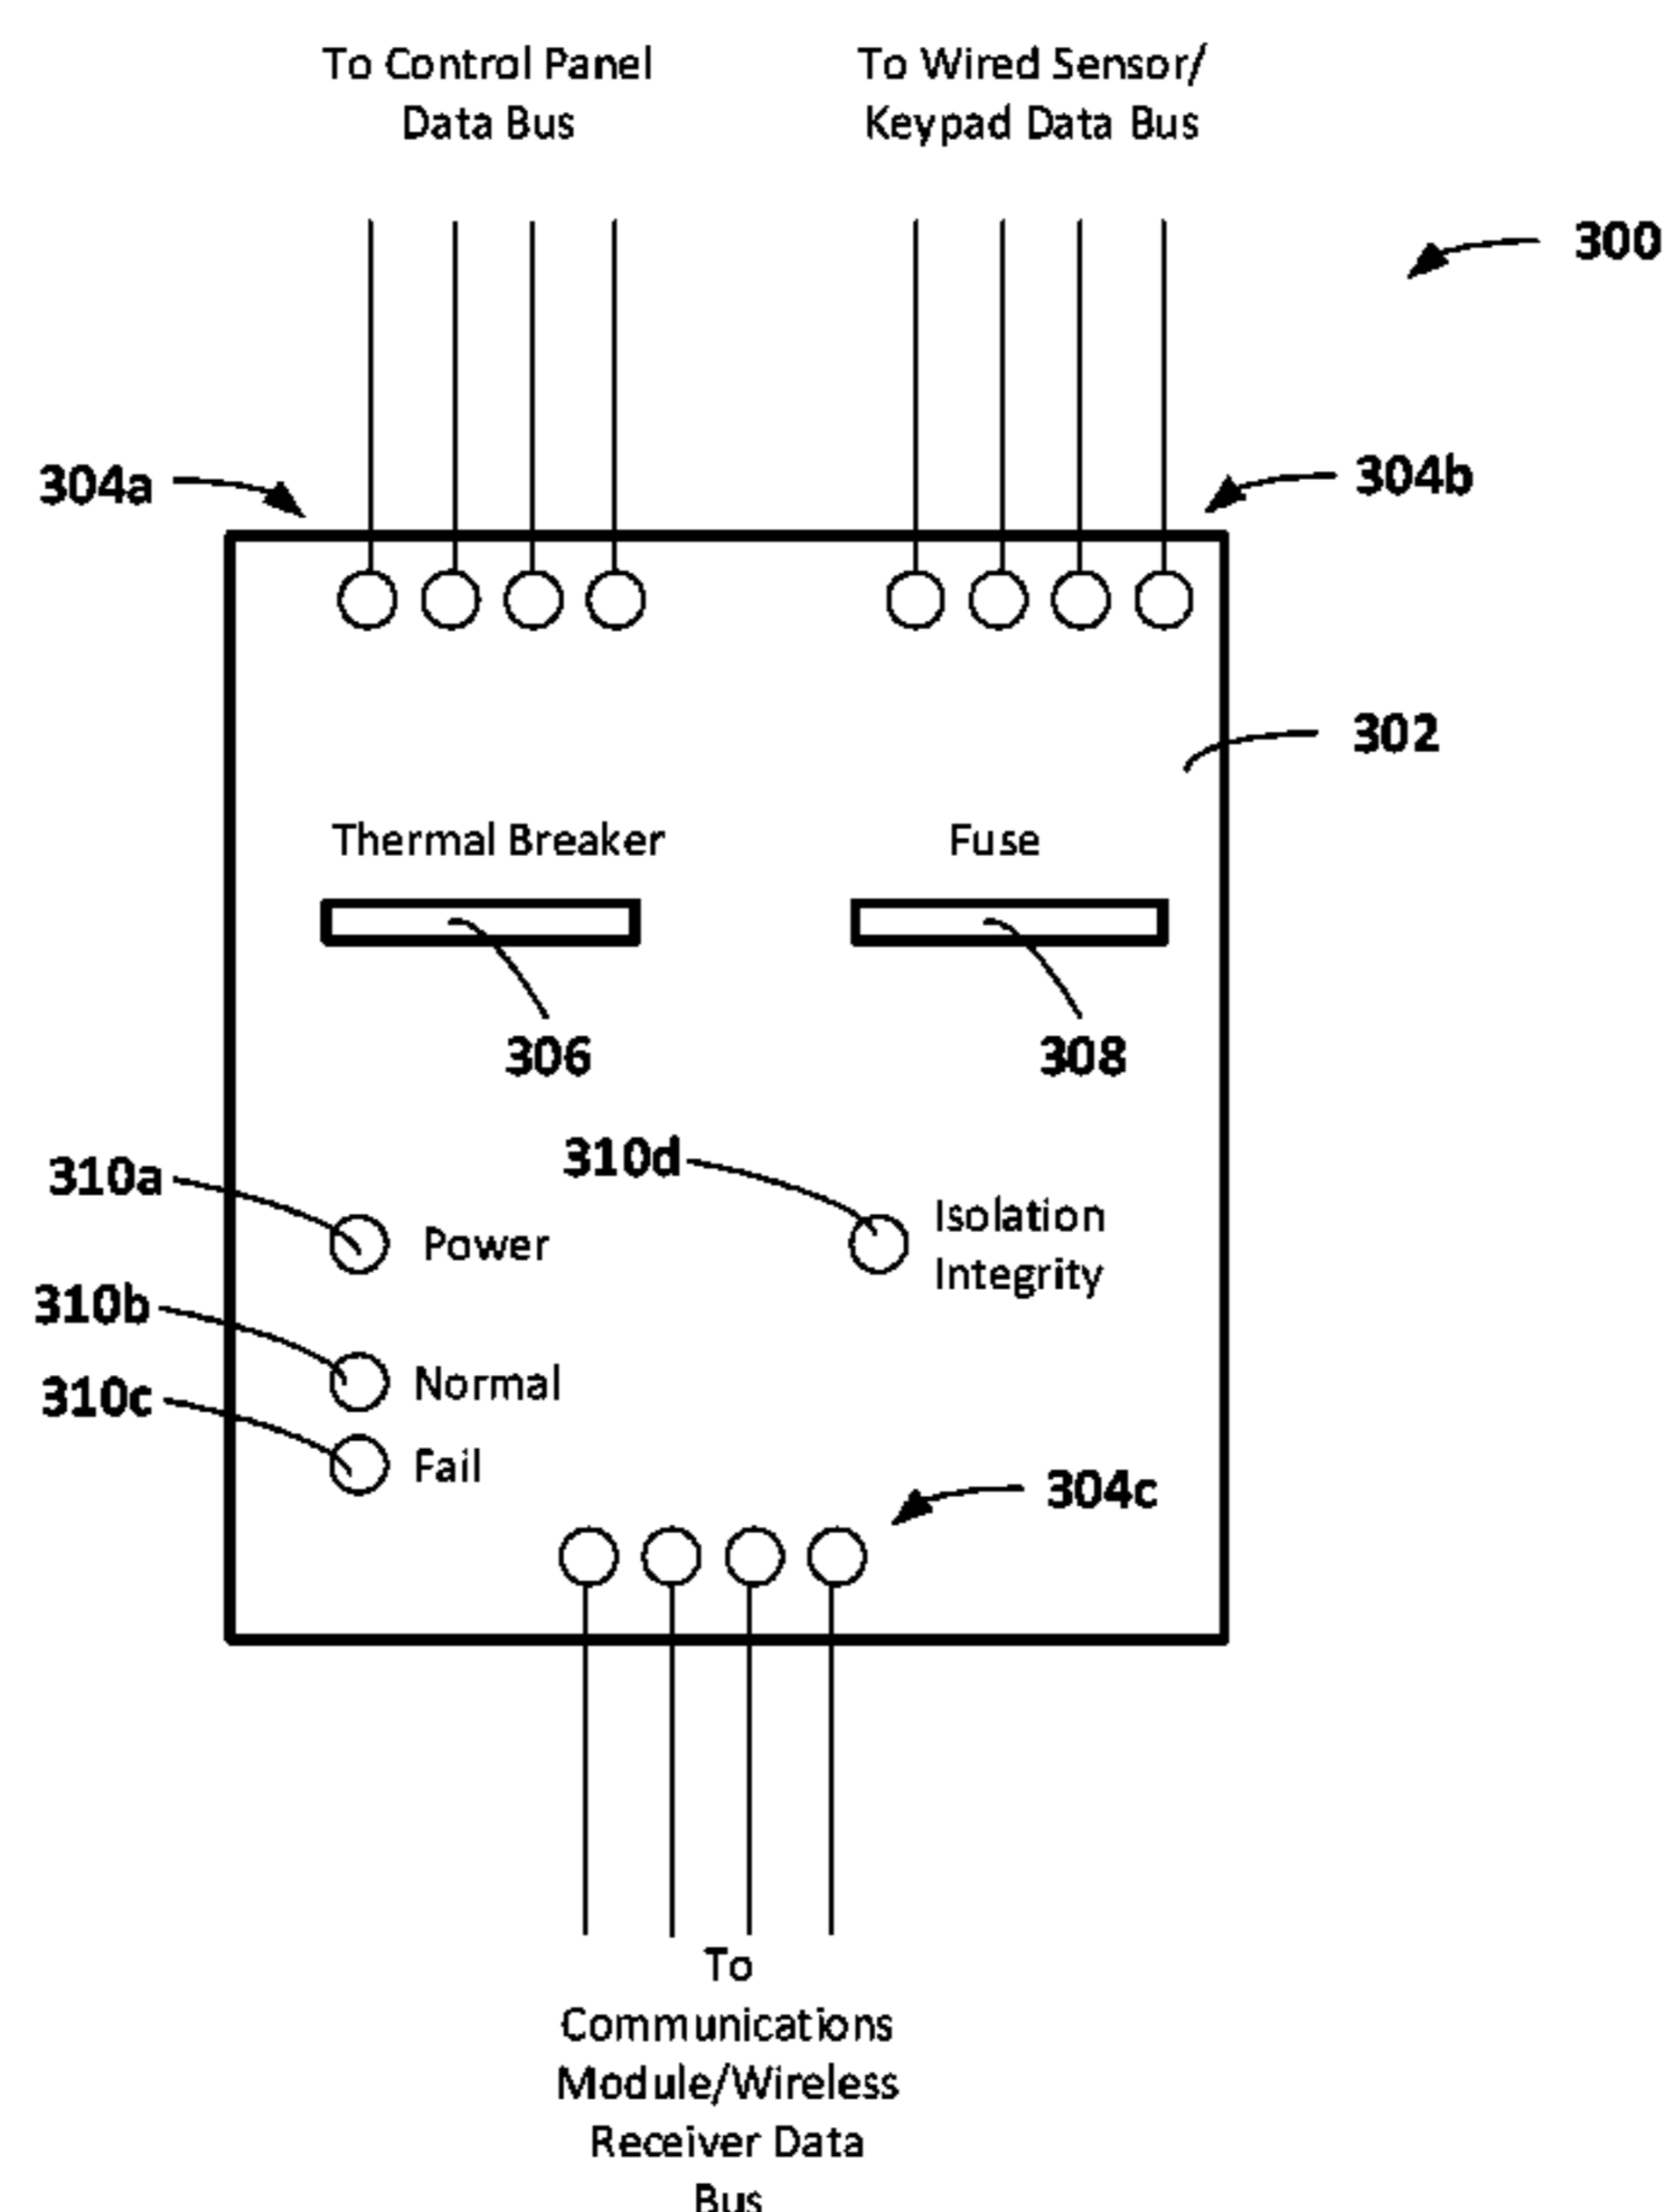 To Control Panel
Data Bus
To Wired Sensor/
Keypad Data Bus
300
304a
304b
302
Thermal Breaker
Fuse
306
308
310d
310a
Isolation
Integrity
Power
310b
Normal
310c
Fail
304c
To
Communications
Module/Wireless
Receiver Data
Bus